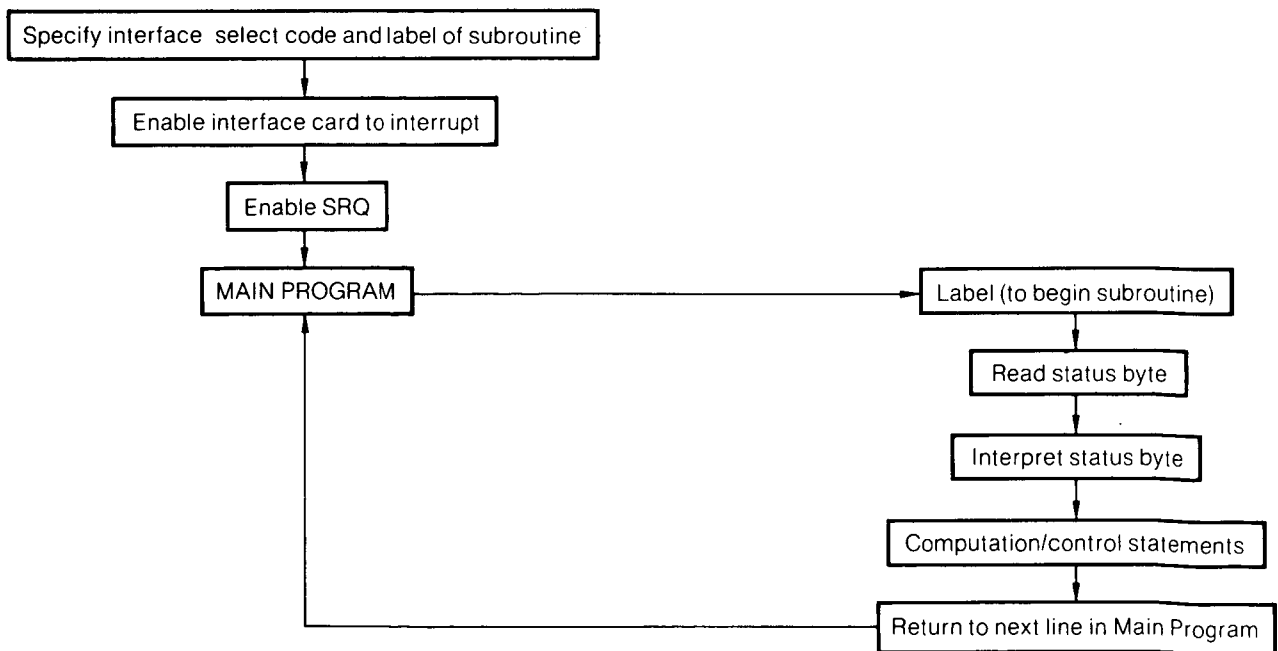 Specify interface select code and label of subroutine
Enable interface card to interrupt
Enable SRQ
MAIN PROGRAM
Label (to begin subroutine)
Read status byte
Interpret status byte
Computation/control statements
Return to next line in Main Program